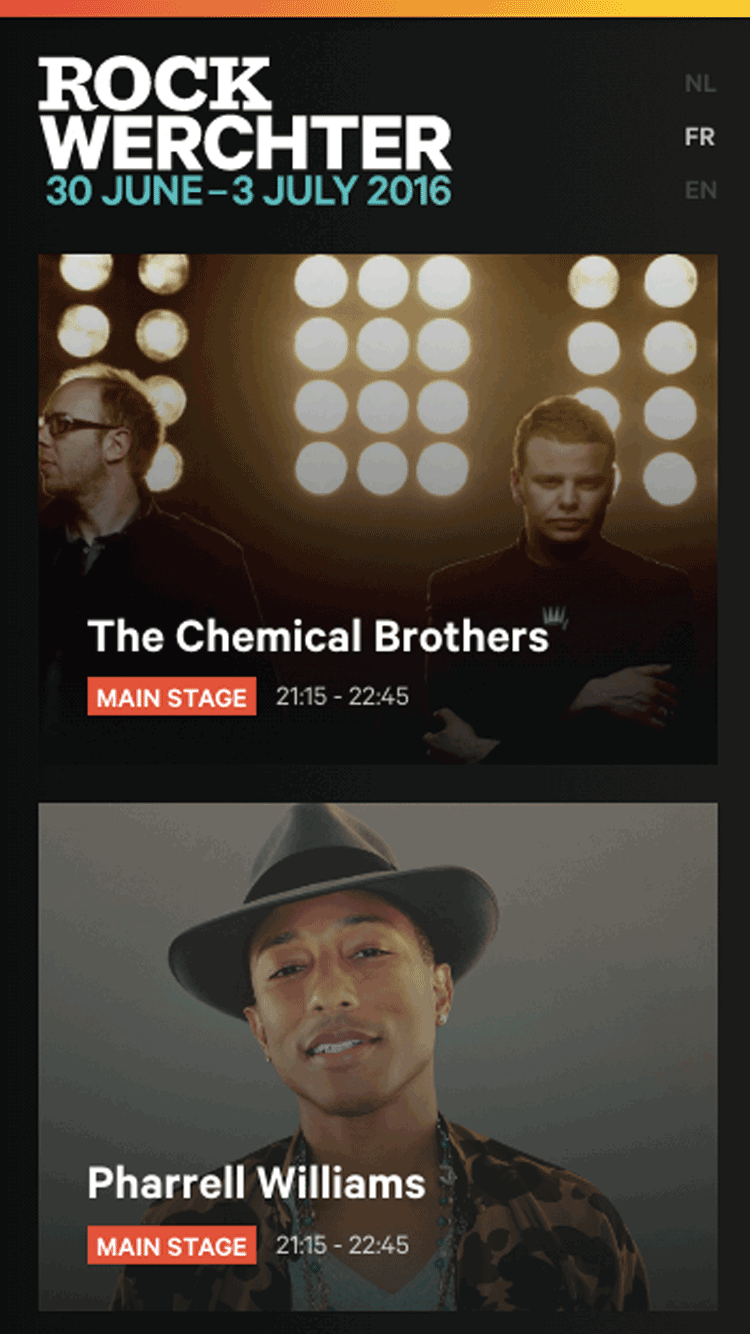 ROCK
WERCHTER
30 JUNE – 3 JULY 2016
NL
FR
EN
The Chemical Brothers
MAIN STAGE 21:15 - 22:45
Pharrell Williams
MAIN STAGE 21:15 - 22:45